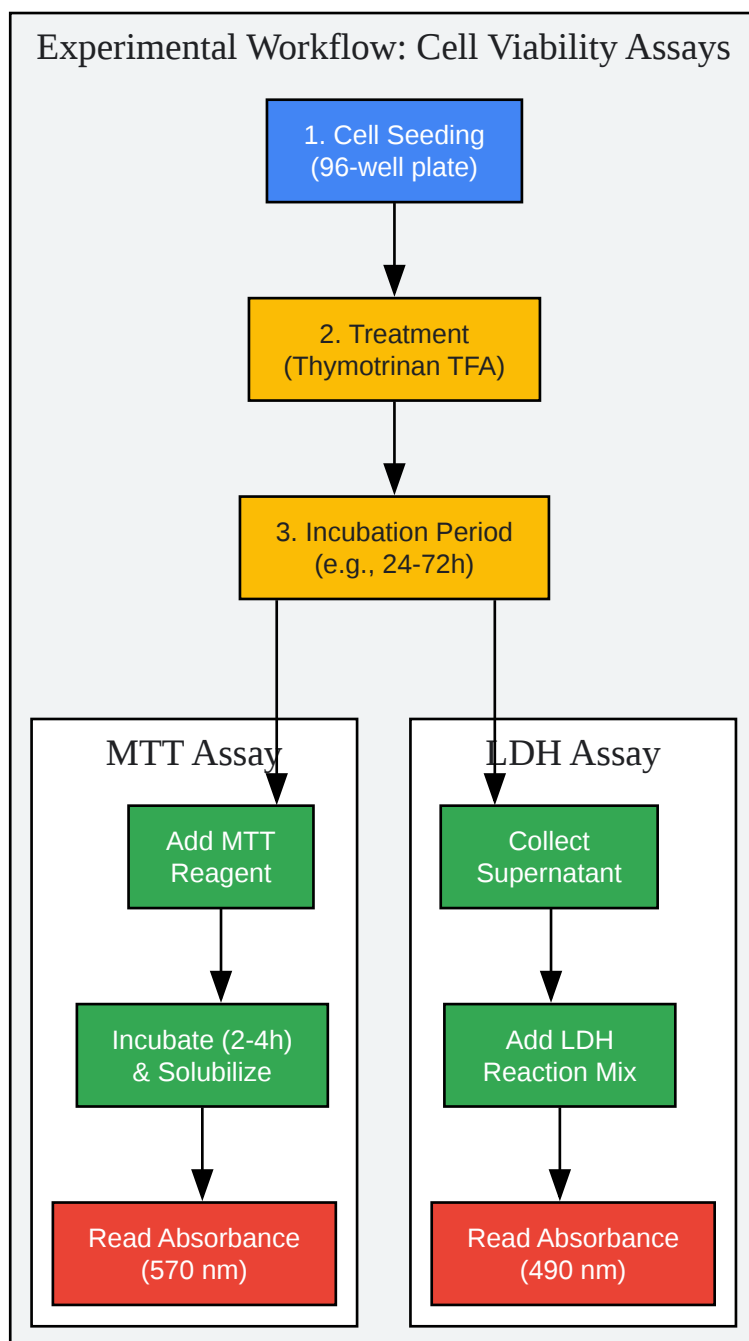 Experimental Workflow: Cell Viability Assays
1. Cell Seeding
(96-well plate)
2. Treatment
(Thymotrinan TFA)
3. Incubation Period
(e.g., 24-72h)
MTT Assay
Add MTT
Reagent
Incubate (2-4h)
& Solubilize
Read Absorbance
(570 nm)
LDH Assay
Collect
Supernatant
Add LDH
Reaction Mix
Read Absorbance
(490 nm)